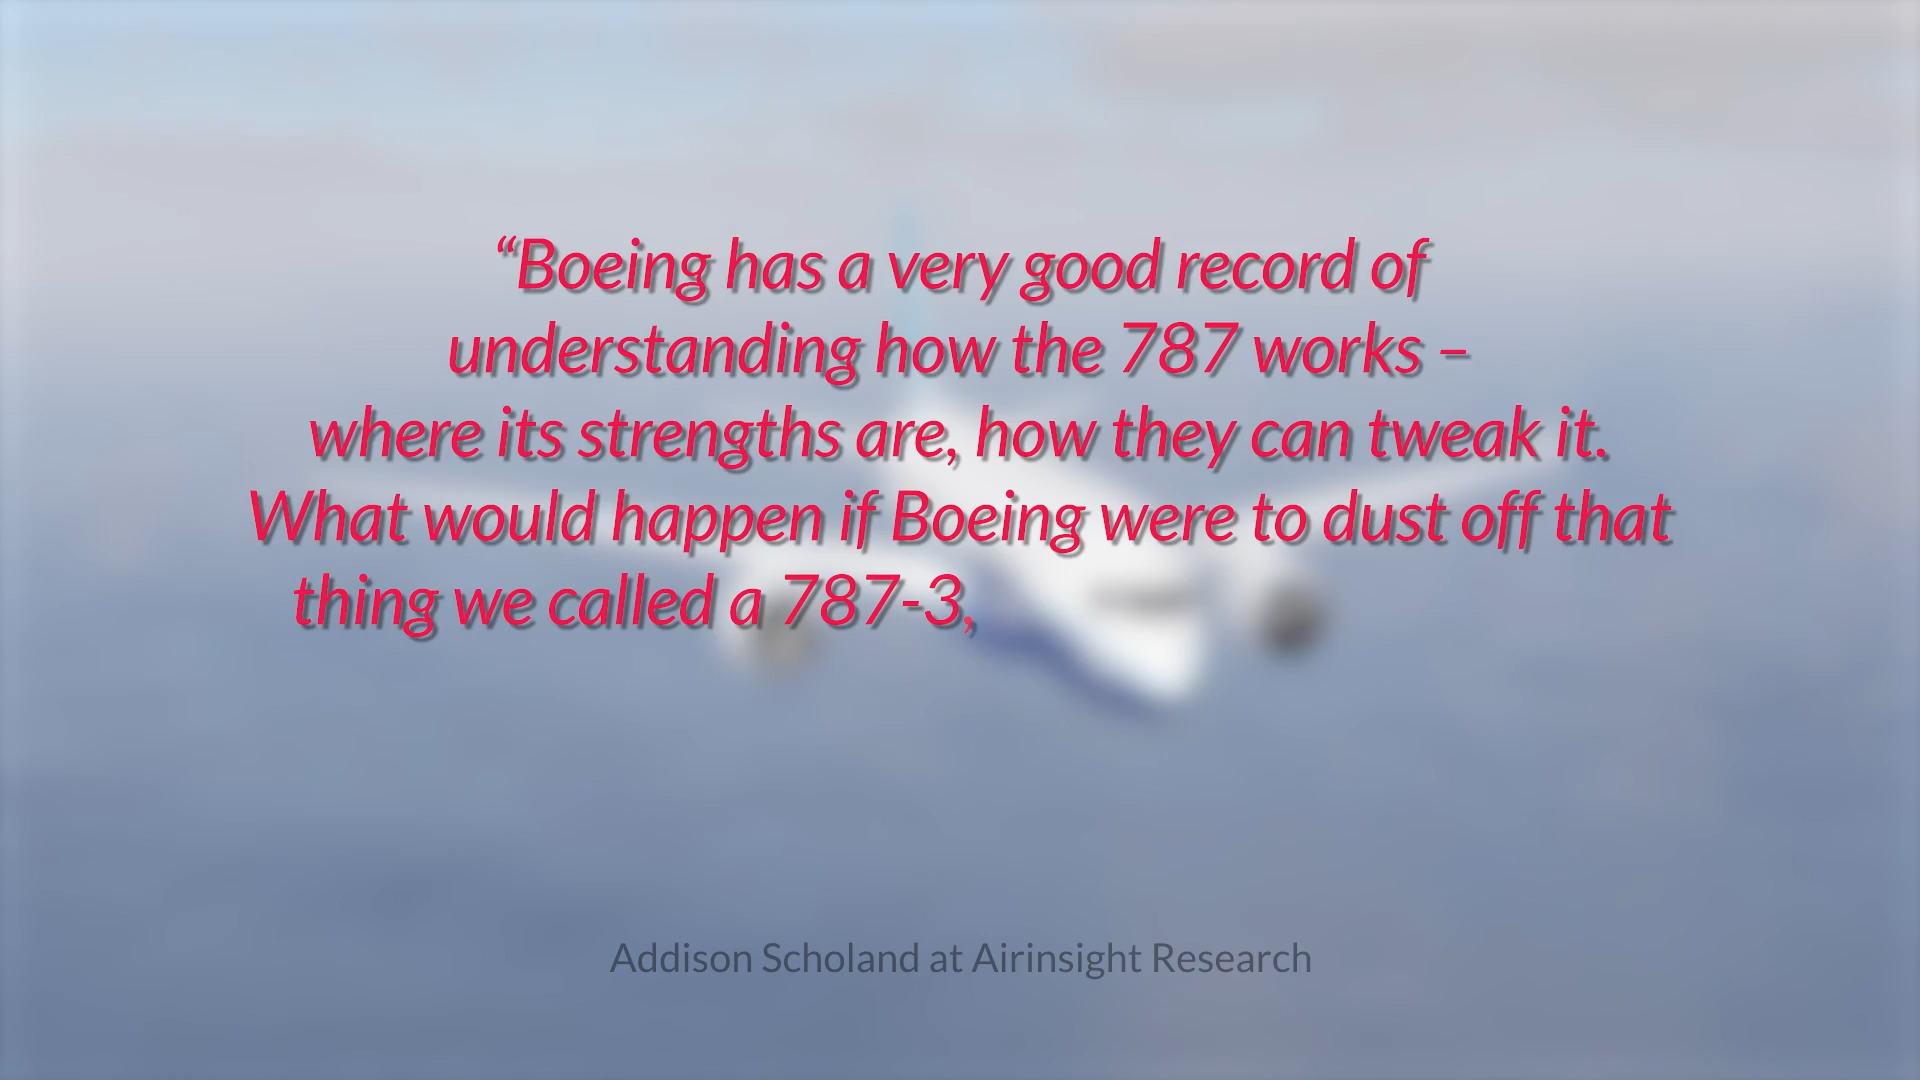 “Boeing has a very good record of
understanding how the 787 works –
where its strengths are, how they can tweak it.
What would happen if Boeing were to dust off that
thing we called a 787-3,
Addison Scholand at Airinsight Research